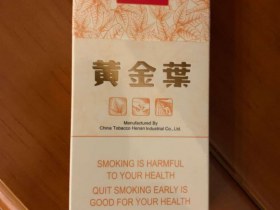 黄金葉
Manufactured By
China Tobacco Henan Industrial Co., Ltd
SMOKING IS HARMFUL
TO YOUR HEALTH
QUIT SMOKING EARLY IS
GOOD FOR YOUR HEALTH